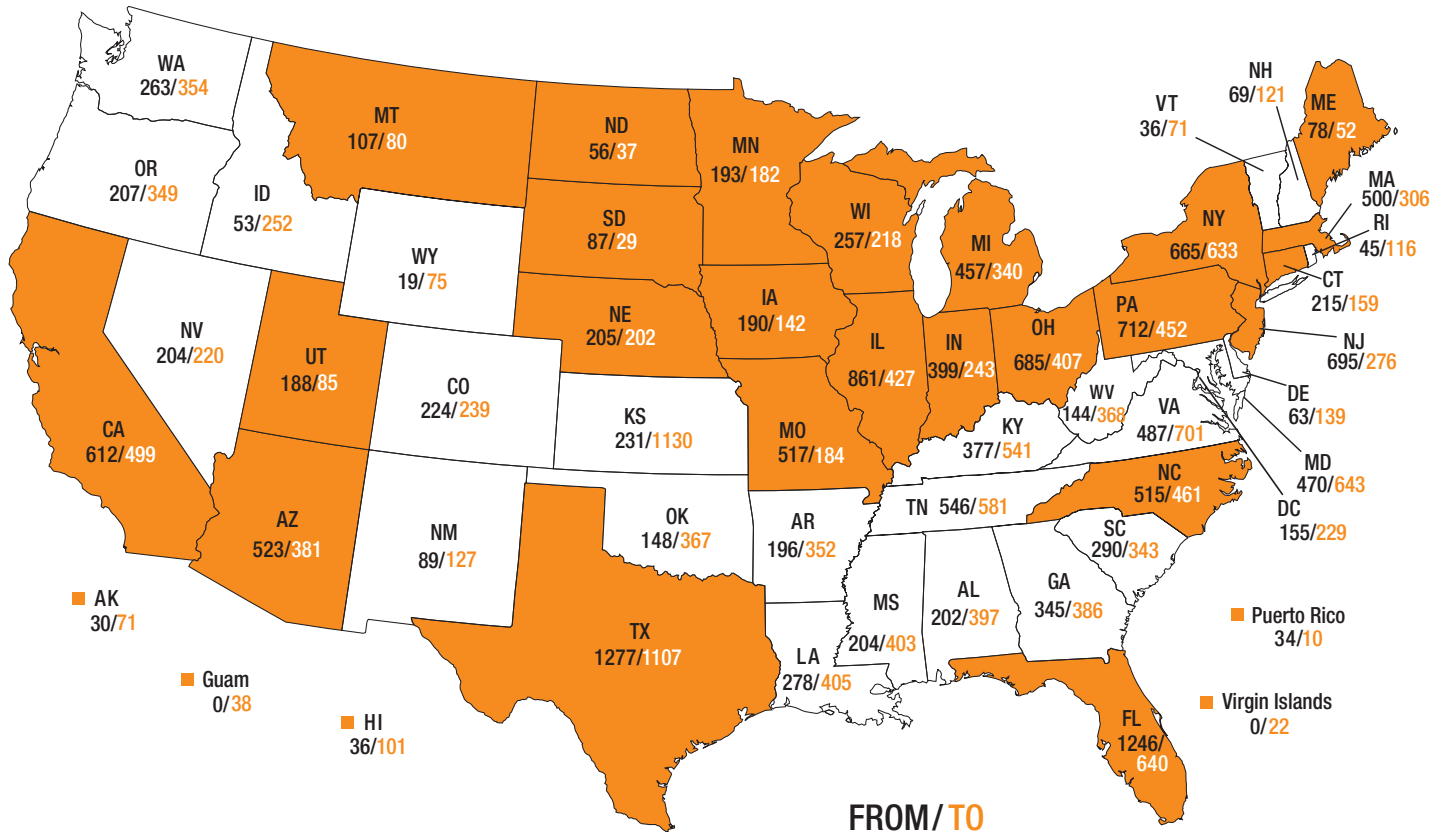 WA
263/354
OR
207/349
ID
53/252
MT
107/80
ND
56/37
MN
193/182
SD
87/29
WY
19/75
WI
257/218
MI
457/340
NH
69/121
VT
36/71
ME
78/52
NY
665/633
MA
500/306
RI
45/116
CT
215/159
NJ
695/276
DE
63/139
MD
470/643
DC
155/229
PA
712/452
NE
205/202
IA
190/142
NV
204/220
UT
188/85
CO
224/239
KS
231/1130
MO
517/184
IL
861/427
IN
399/243
OH
685/407
WV
144/368
VA
487/701
KY
377/541
CA
612/499
AZ
523/381
NM
89/127
OK
148/367
AR
196/352
TN 546/581
NC
515/461
SC
290/343
MS
204/403
AL
202/397
GA
345/386
TX
1277/1107
LA
278/405
FL
1246/
640
AK
30/71
Guam
0/38
HI
36/101
Puerto Rico
34/10
Virgin Islands
0/22
FROM/TO